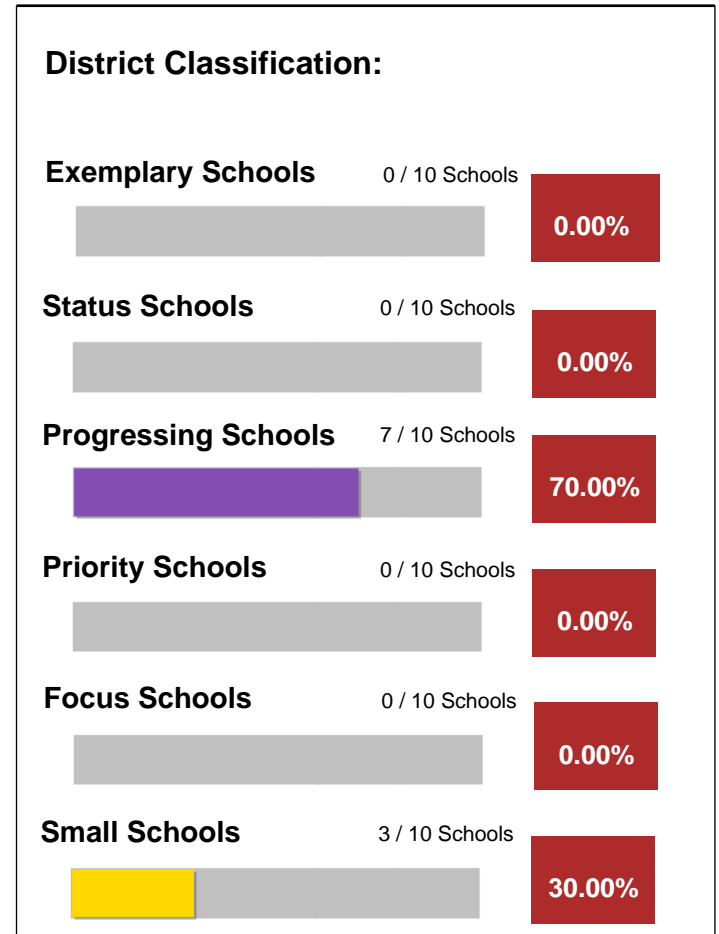 District Classification:
Exemplary Schools 0 / 10 Schools
0.00%
Status Schools 0 / 10 Schools
0.00%
Progressing Schools 7 / 10 Schools
70.00%
Priority Schools 0 / 10 Schools
0.00%
Focus Schools 0 / 10 Schools
0.00%
Small Schools 3 / 10 Schools
30.00%